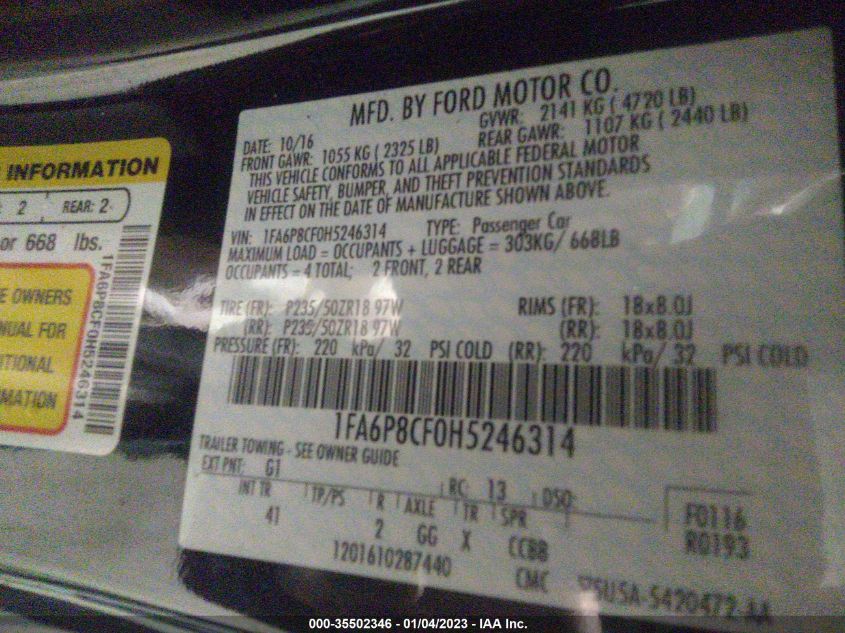 MFD. BY FORD MOTOR CO.
DATE: 10/16 GVWR: 2141 KG ( 4720 LB)
FRONT GAWR: 1055 KG ( 2325 LB) REAR GAWR: 1107 KG ( 2440 LB)
THIS VEHICLE CONFORMS TO ALL APPLICABLE FEDERAL MOTOR
VEHICLE SAFETY, BUMPER, AND THEFT PREVENTION STANDARDS
IN EFFECT ON THE DATE OF MANUFACTURE SHOWN ABOVE.
VIN: 1FA6P8CF0H5246314 TYPE: Passenger Car
MAXIMUM LOAD = OCCUPANTS + LUGGAGE = 303KG/ 668LB
OCCUPANTS = 4 TOTAL; 2 FRONT, 2 REAR
TIRE (FR): P235/50ZR18 97W RIMS (FR): 18x8.0J
(RR): P235/50ZR18 97W (RR): 18x8.0J
PRESSURE (FR): 220 kPa/ 32 PSI COLD (RR): 220 kPa/ 32 PSI COLD
1FA6P8CF0H5246314
TRAILER TOWING - SEE OWNER GUIDE
EXT PNT: G1 RC: 13 DSO:
INT TR TP/PS R AXLE TR SPR F0116
41 2 GG X CCBB R0193
1201610287440 CMC 5420472
INFORMATION
2 REAR: 2
or 668 lbs.
1FA6P8CF0H5246314
OWNERS
FOR
000-35502346 - 01/04/2023 - IAA Inc.